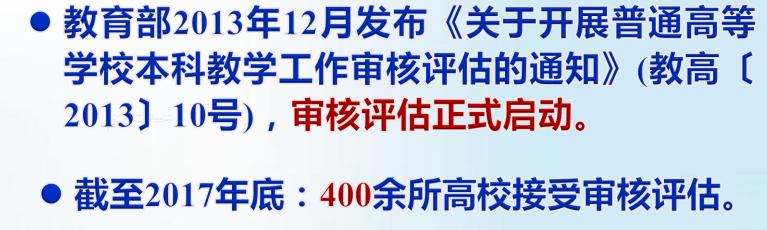 ● 教育部2013年12月发布《关于开展普通高等
学校本科教学工作审核评估的通知》(教高〔
2013〕10号)，审核评估正式启动。
● 截至2017年底：400余所高校接受审核评估。